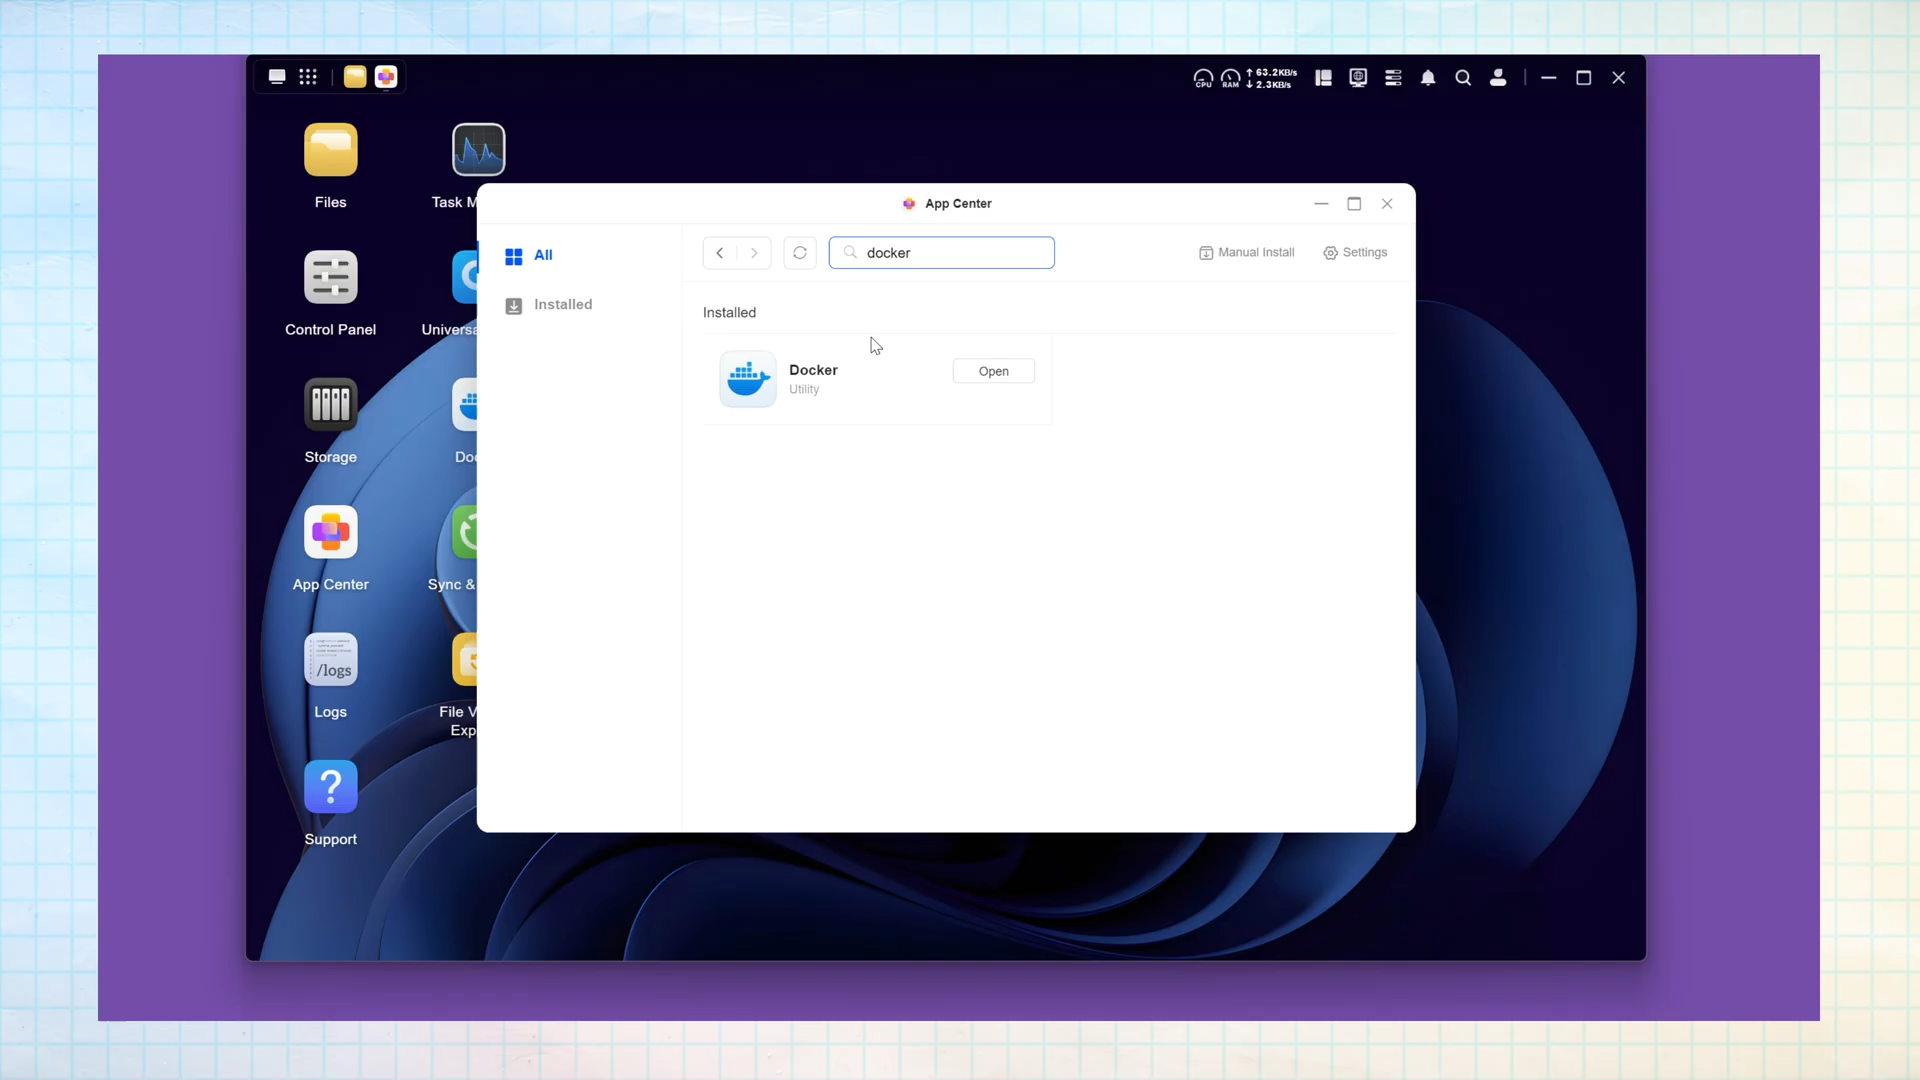 CPU
RAM
↑ 63.2KB/s
↓ 2.3KB/s
Files
Task M
Control Panel
Universa
Storage
Doc
App Center
Sync &
/logs
Logs
File V
Exp
Support
App Center
All
Installed
docker
Manual Install
Settings
Installed
Docker
Utility
Open